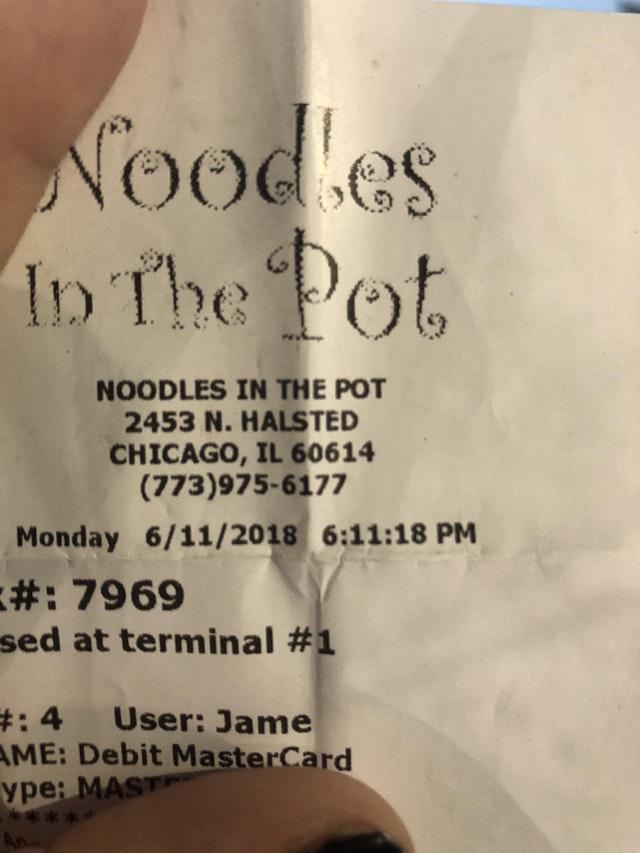 Noodles
In The Pot
NOODLES IN THE POT
2453 N. HALSTED
CHICAGO, IL 60614
(773)975-6177
Monday 6/11/2018 6:11:18 PM
#: 7969
sed at terminal #1
#: 4 User: Jame
AME: Debit MasterCard
ype: MAST
*****